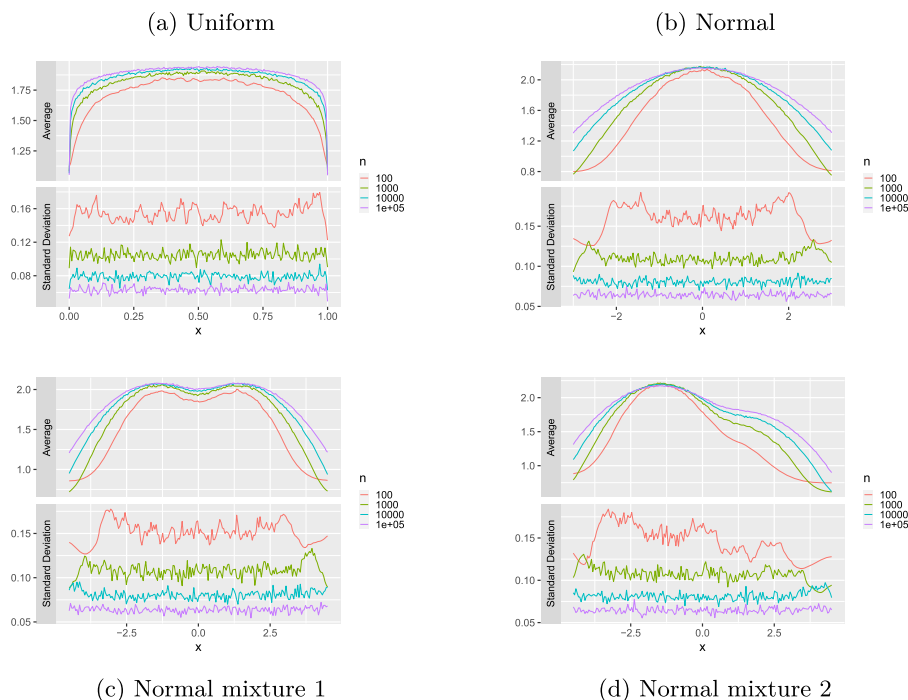 (a) Uniform
(b) Normal
Average
1.75
1.50
1.25
Standard Deviation
0.16
0.12
0.08
0.00
0.25
0.50
0.75
1.00
x
n
100
1000
10000
1e+05
Average
2.0
1.6
1.2
0.8
Standard Deviation
0.20
0.15
0.10
0.05
−2
0
2
x
n
100
1000
10000
1e+05
Average
2.0
1.5
1.0
Standard Deviation
0.15
0.10
0.05
−2.5
0.0
2.5
x
n
100
1000
10000
1e+05
Average
2.0
1.5
1.0
Standard Deviation
0.15
0.10
0.05
−2.5
0.0
2.5
x
n
100
1000
10000
1e+05
(c) Normal mixture 1
(d) Normal mixture 2